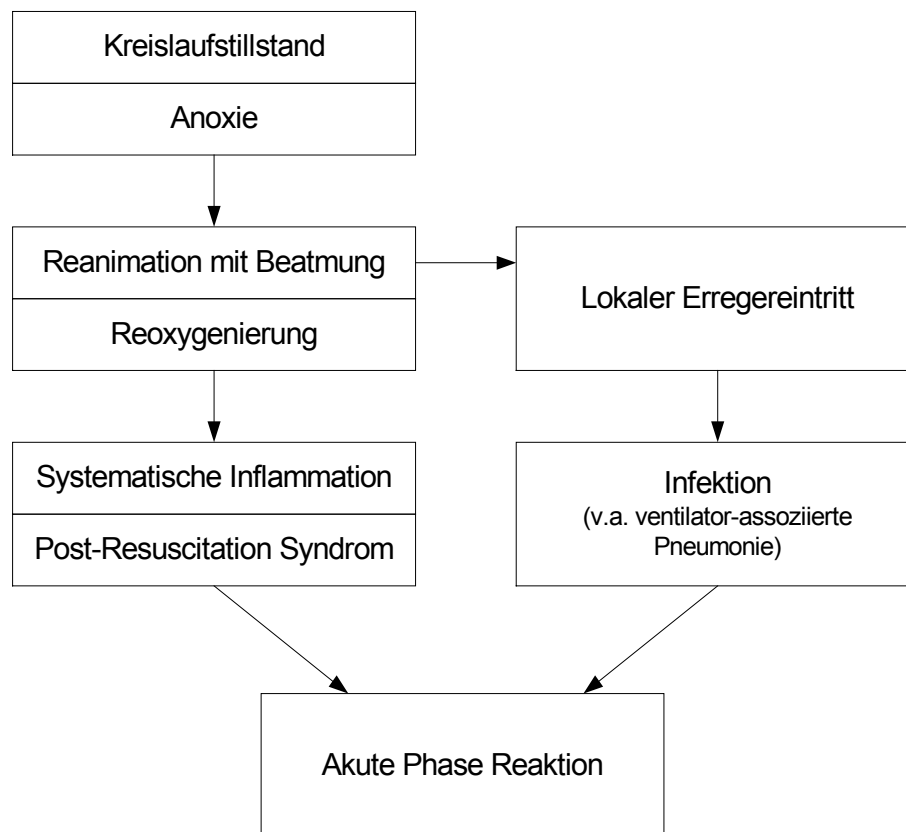 Kreislaufstillstand
Anoxie
Reanimation mit Beatmung
Reoxygenierung
Lokaler Erregereintritt
Systematische Inflammation
Post-Resuscitation Syndrom
Infektion
(v.a. ventilator-assoziierte
Pneumonie)
Akute Phase Reaktion